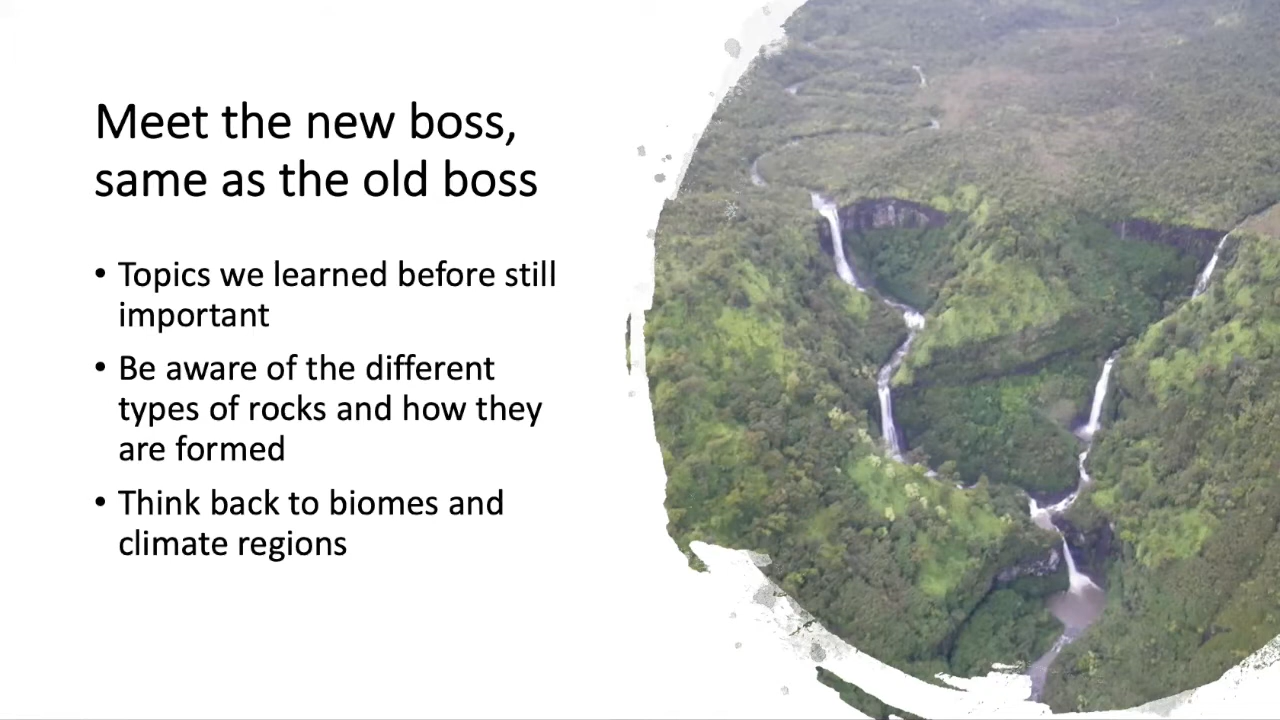 Meet the new boss,
same as the old boss
• Topics we learned before still
important
• Be aware of the different
types of rocks and how they
are formed
• Think back to biomes and
climate regions